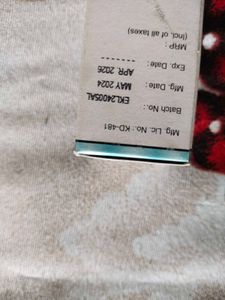 Mfg. Lic. No.: KD-481
Batch No.: EKL24005AL
Mfg. Date: MAY 2024
Exp. Date: APR. 2026
MRP :
(Incl. of all taxes)